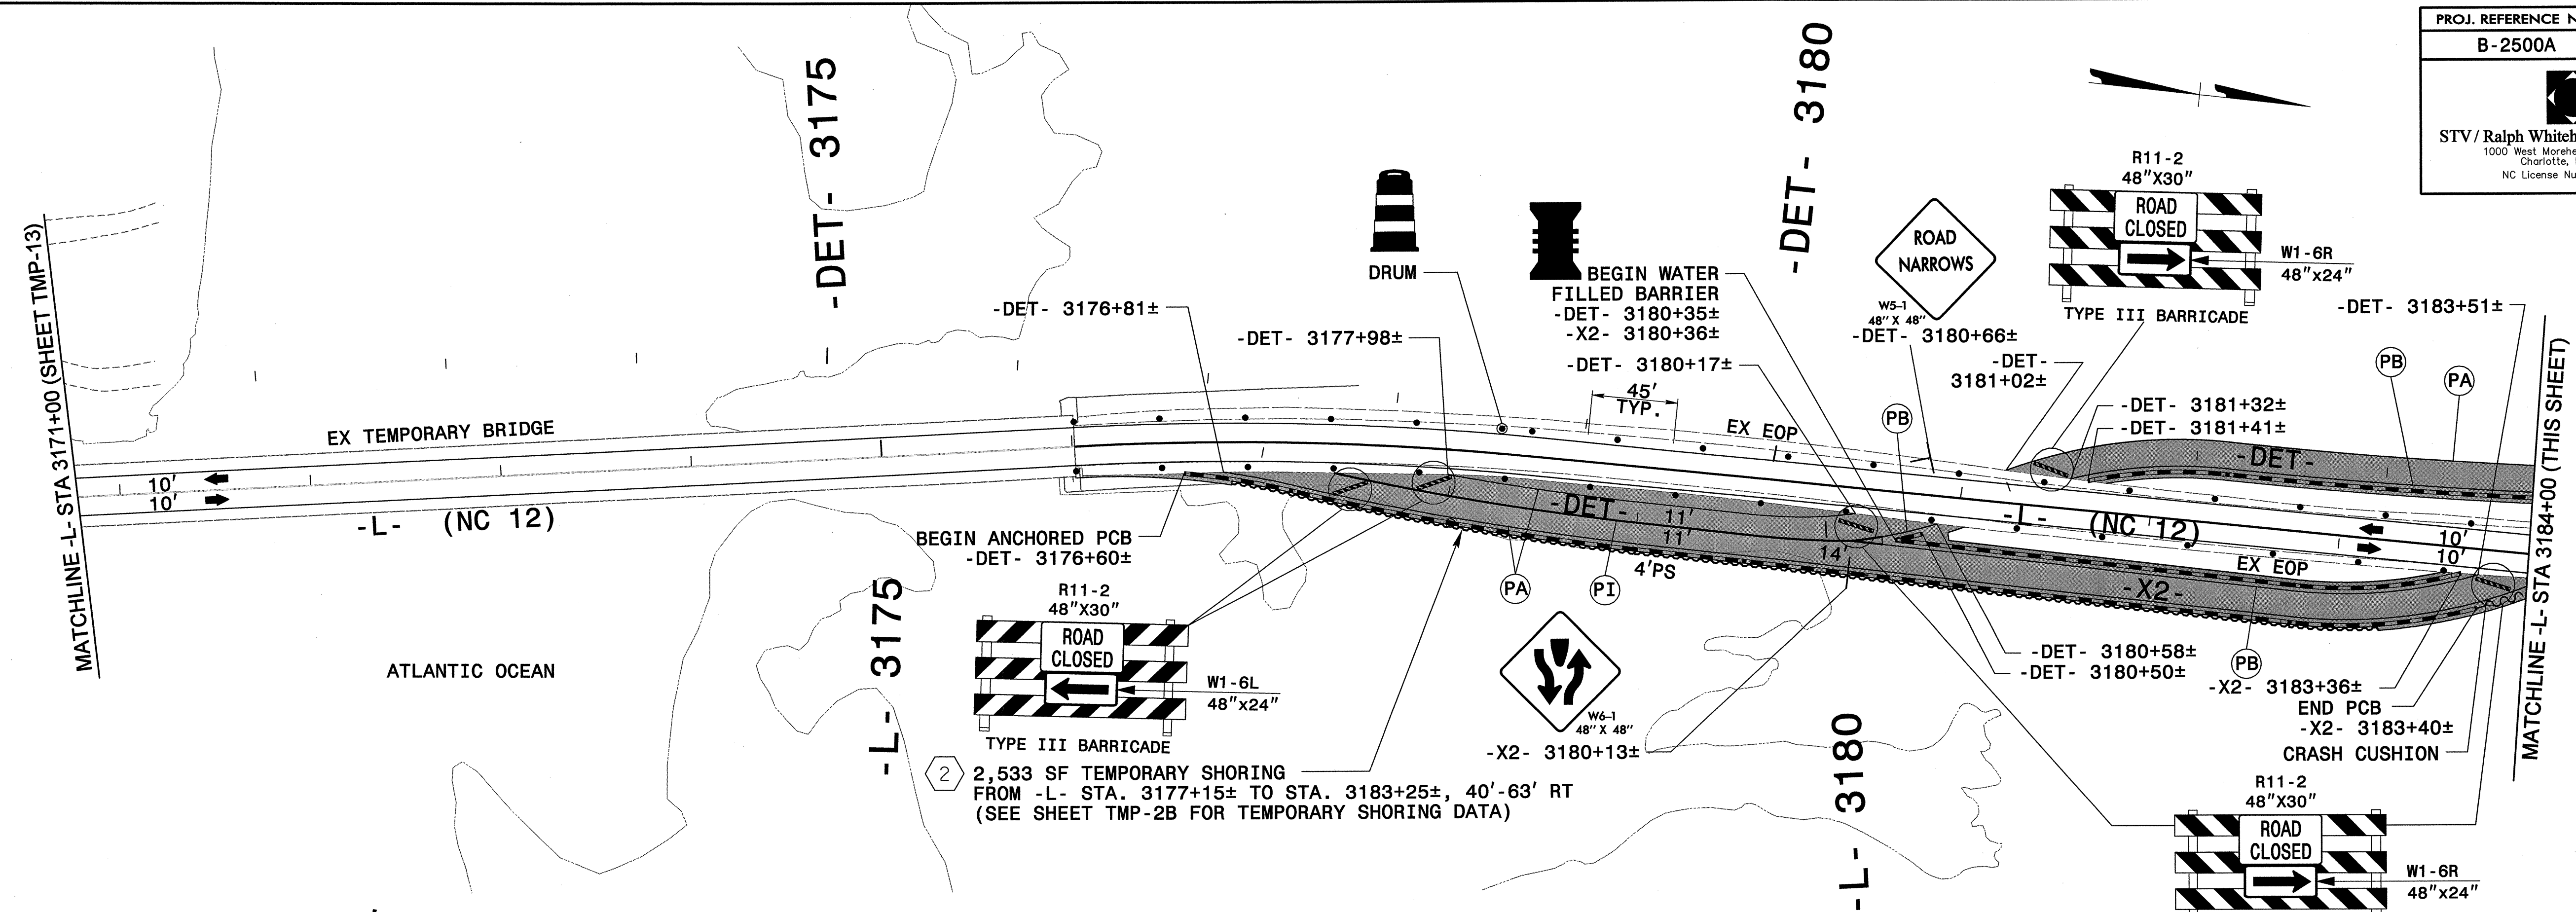 PROJ. REFERENCE N
B-2500A
STV / Ralph Whiteh
1000 West Morehe
Charlotte,
NC License Nu
MATCHLINE -L- STA 3171+00 (SHEET TMP-13)
-DET- 3175
-DET- 3180
DRUM
BEGIN WATER
FILLED BARRIER
-DET- 3180+35±
-X2- 3180+36±
-DET- 3180+17±
45'
TYP.
ROAD
NARROWS
W5-1
48" X 48"
-DET- 3180+66±
R11-2
48"X30"
ROAD
CLOSED
W1-6R
48"x24"
TYPE III BARRICADE
-DET-
3181+02±
-DET- 3183+51±
-DET- 3176+81±
-DET- 3177+98±
PB
PA
-DET- 3181+32±
-DET- 3181+41±
PB
EX TEMPORARY BRIDGE
EX EOP
10'
10'
-L- (NC 12)
-DET-
-DET-
11'
11'
14'
4'PS
-L- (NC 12)
10'
10'
EX EOP
-X2-
MATCHLINE -L- STA 3184+00 (THIS SHEET)
BEGIN ANCHORED PCB
-DET- 3176+60±
PA
PI
R11-2
48"X30"
ROAD
CLOSED
W1-6L
48"x24"
TYPE III BARRICADE
ATLANTIC OCEAN
-L- 3175
W6-1
48" X 48"
-X2- 3180+13±
-DET- 3180+58±
-DET- 3180+50±
PB
-X2- 3183+36±
END PCB
-X2- 3183+40±
CRASH CUSHION
2
2,533 SF TEMPORARY SHORING
FROM -L- STA. 3177+15± TO STA. 3183+25±, 40'-63' RT
(SEE SHEET TMP-2B FOR TEMPORARY SHORING DATA)
-L- 3180
R11-2
48"X30"
ROAD
CLOSED
W1-6R
48"x24"